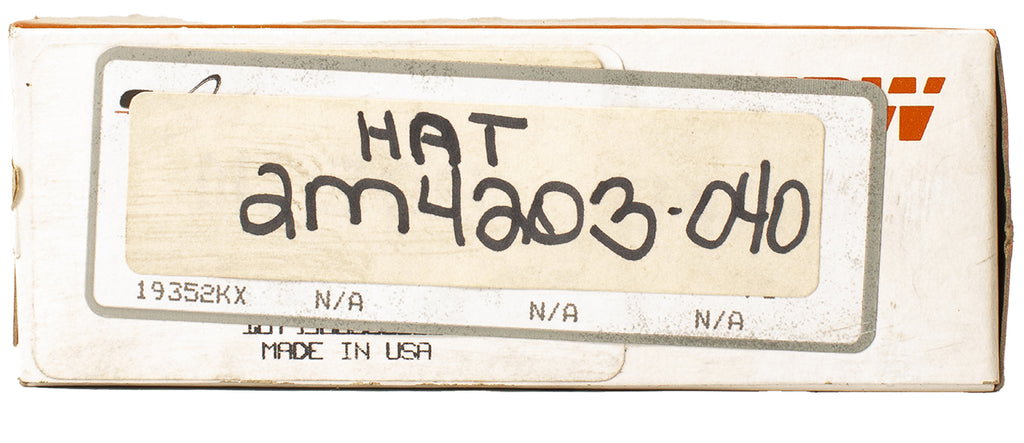 HAT
2M4203-040
19352KX N/A N/A N/A
MADE IN USA